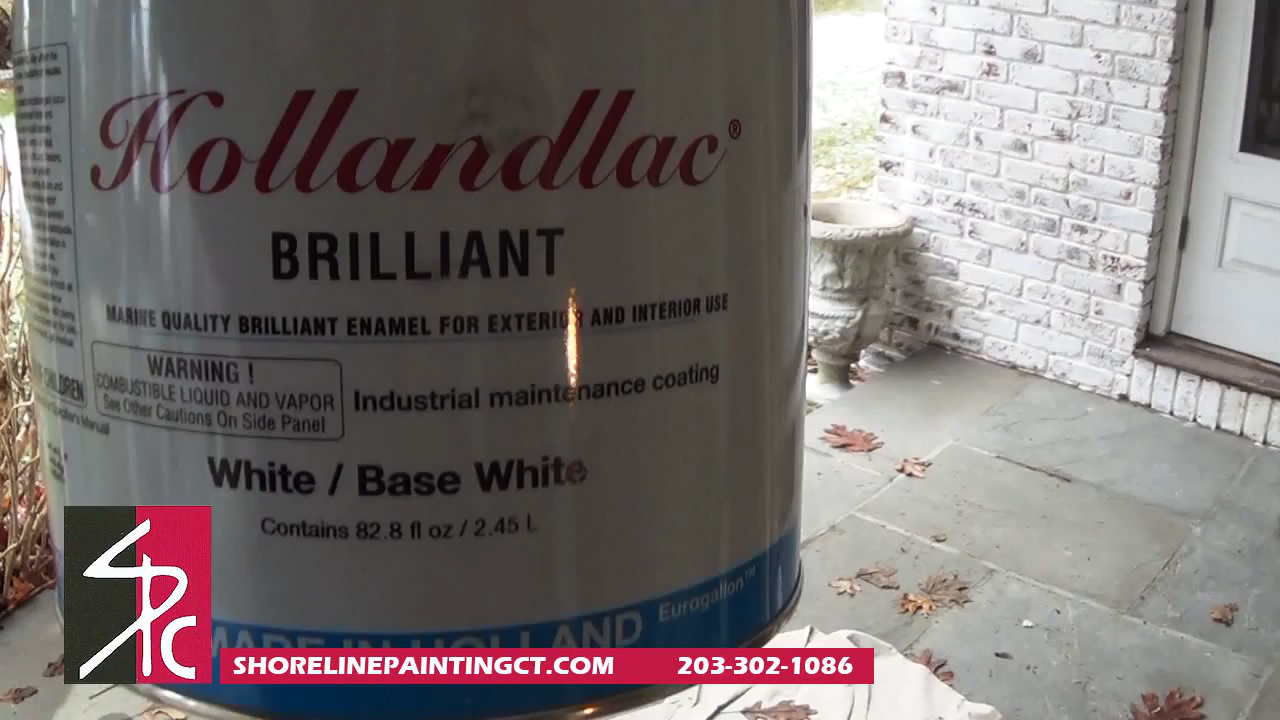 Hollandlac®
BRILLIANT
MARINE QUALITY BRILLIANT ENAMEL FOR EXTERIOR AND INTERIOR USE
WARNING !
COMBUSTIBLE LIQUID AND VAPOR
See Other Cautions On Side Panel
Industrial maintenance coating
CHILDREN
Manual
White / Base White
Contains 82.8 fl oz / 2.45 L
MADE IN HOLLAND
Eurogallon™
SPC
SHORELINEPAINTINGCT.COM 203-302-1086